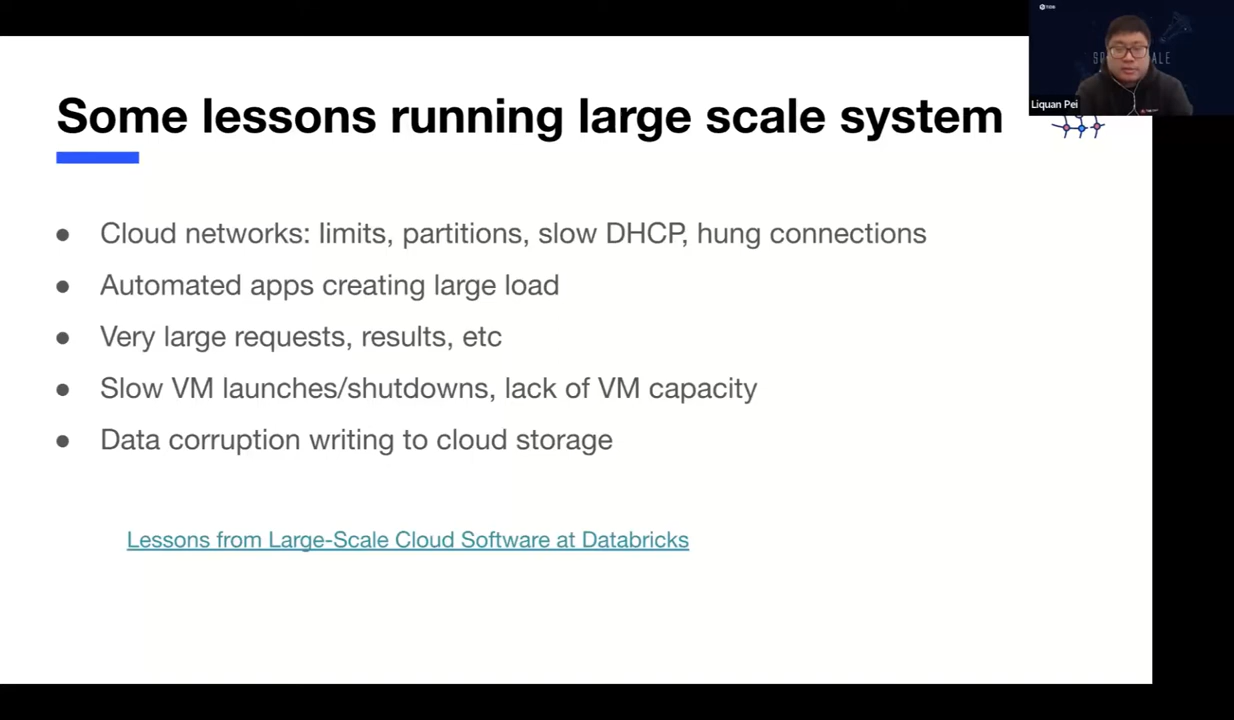 Some lessons running large scale system
Liquan Pei
● Cloud networks: limits, partitions, slow DHCP, hung connections
● Automated apps creating large load
● Very large requests, results, etc
● Slow VM launches/shutdowns, lack of VM capacity
● Data corruption writing to cloud storage
Lessons from Large-Scale Cloud Software at Databricks